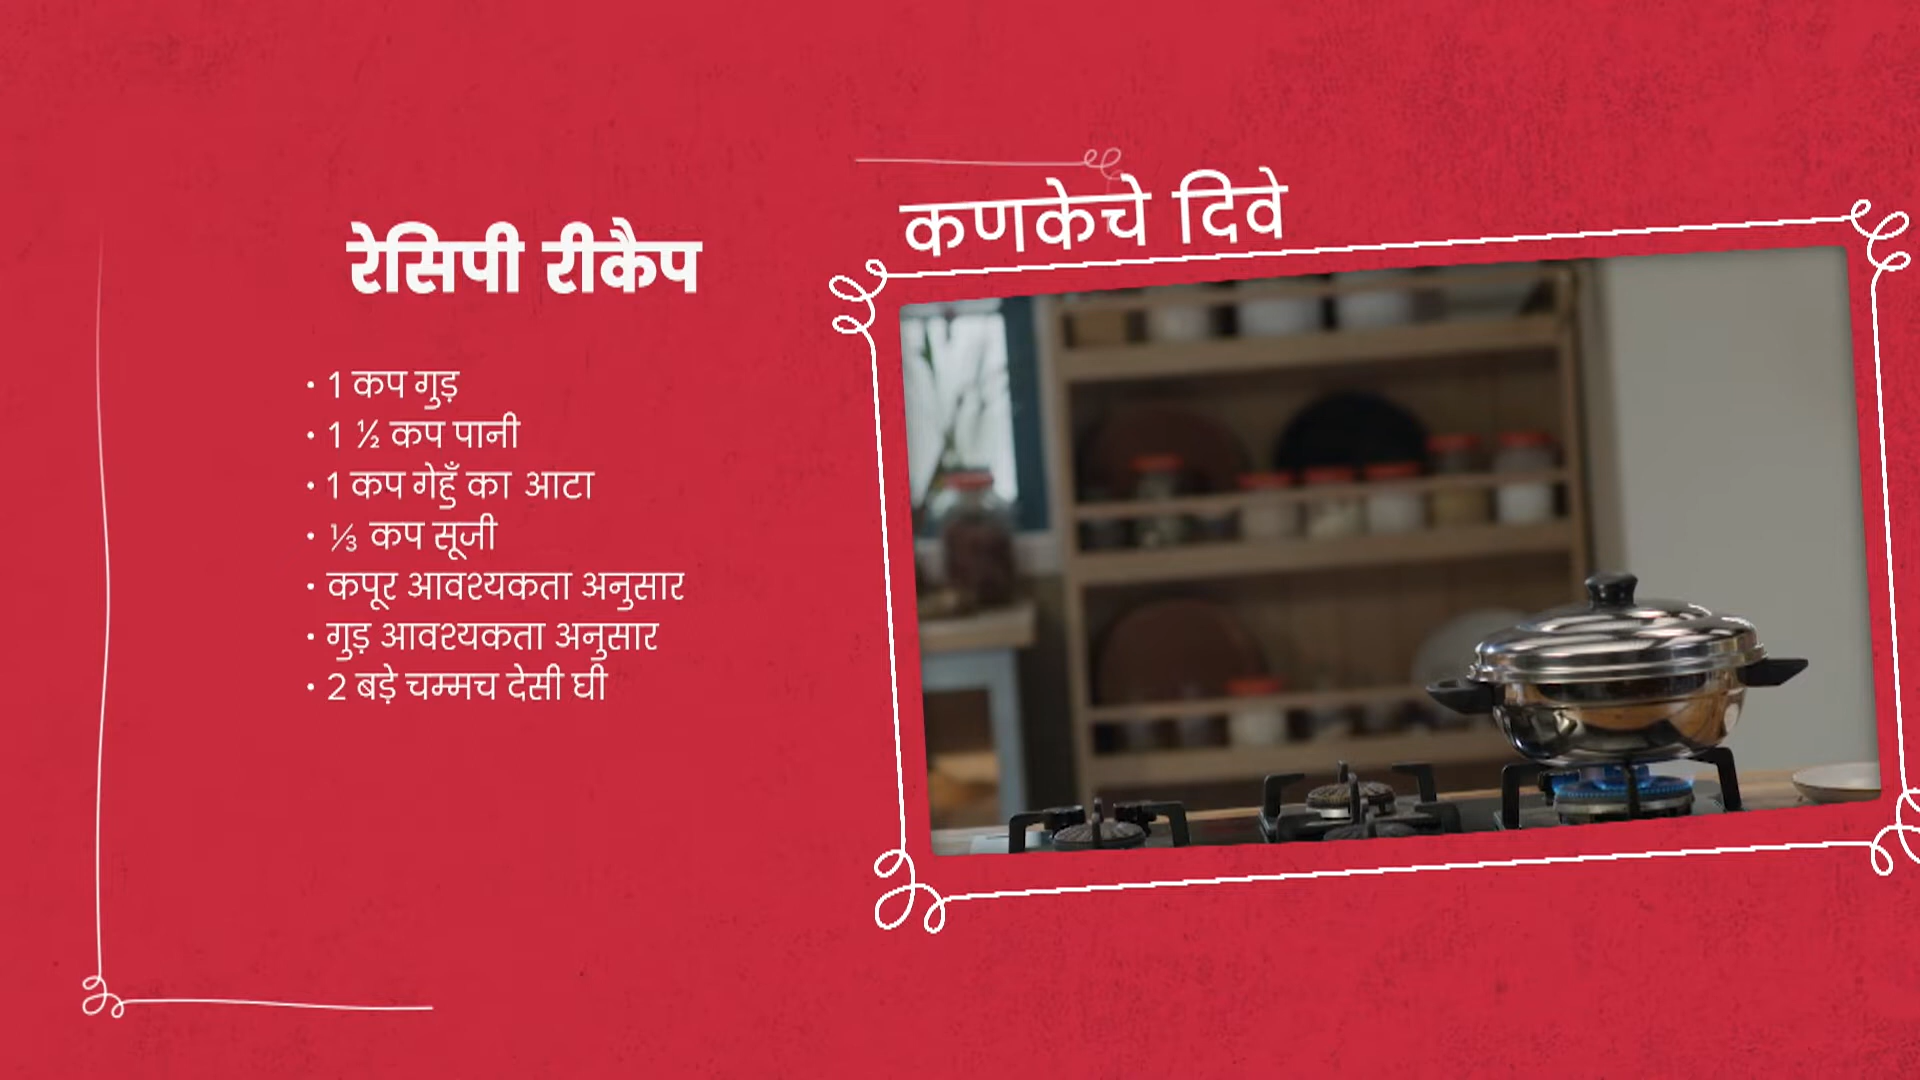 रेसिपी रीकैप
• 1 कप गुड़
• 1 ½ कप पानी
• 1 कप गेहुँ का आटा
• ⅓ कप सूजी
• कपूर आवश्यकता अनुसार
• गुड़ आवश्यकता अनुसार
• 2 बड़े चम्मच देसी घी
कणकेचे दिवे